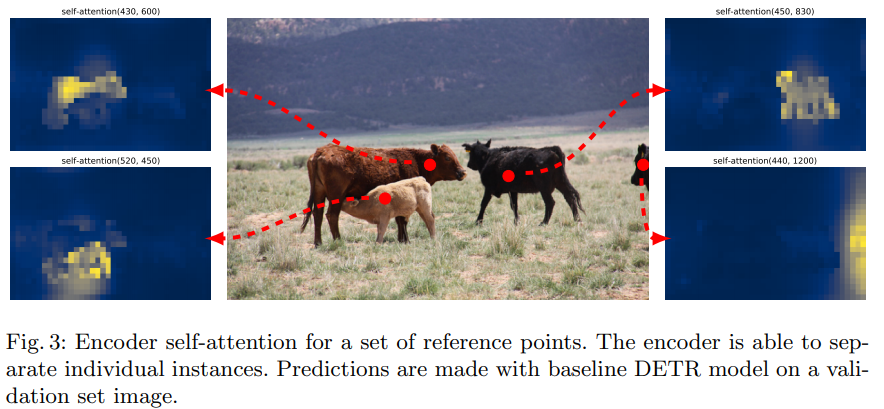 self-attention(430, 600)
self-attention(450, 830)
self-attention(520, 450)
self-attention(440, 1200)
Fig. 3: Encoder self-attention for a set of reference points. The encoder is able to sep-
arate individual instances. Predictions are made with baseline DETR model on a vali-
dation set image.